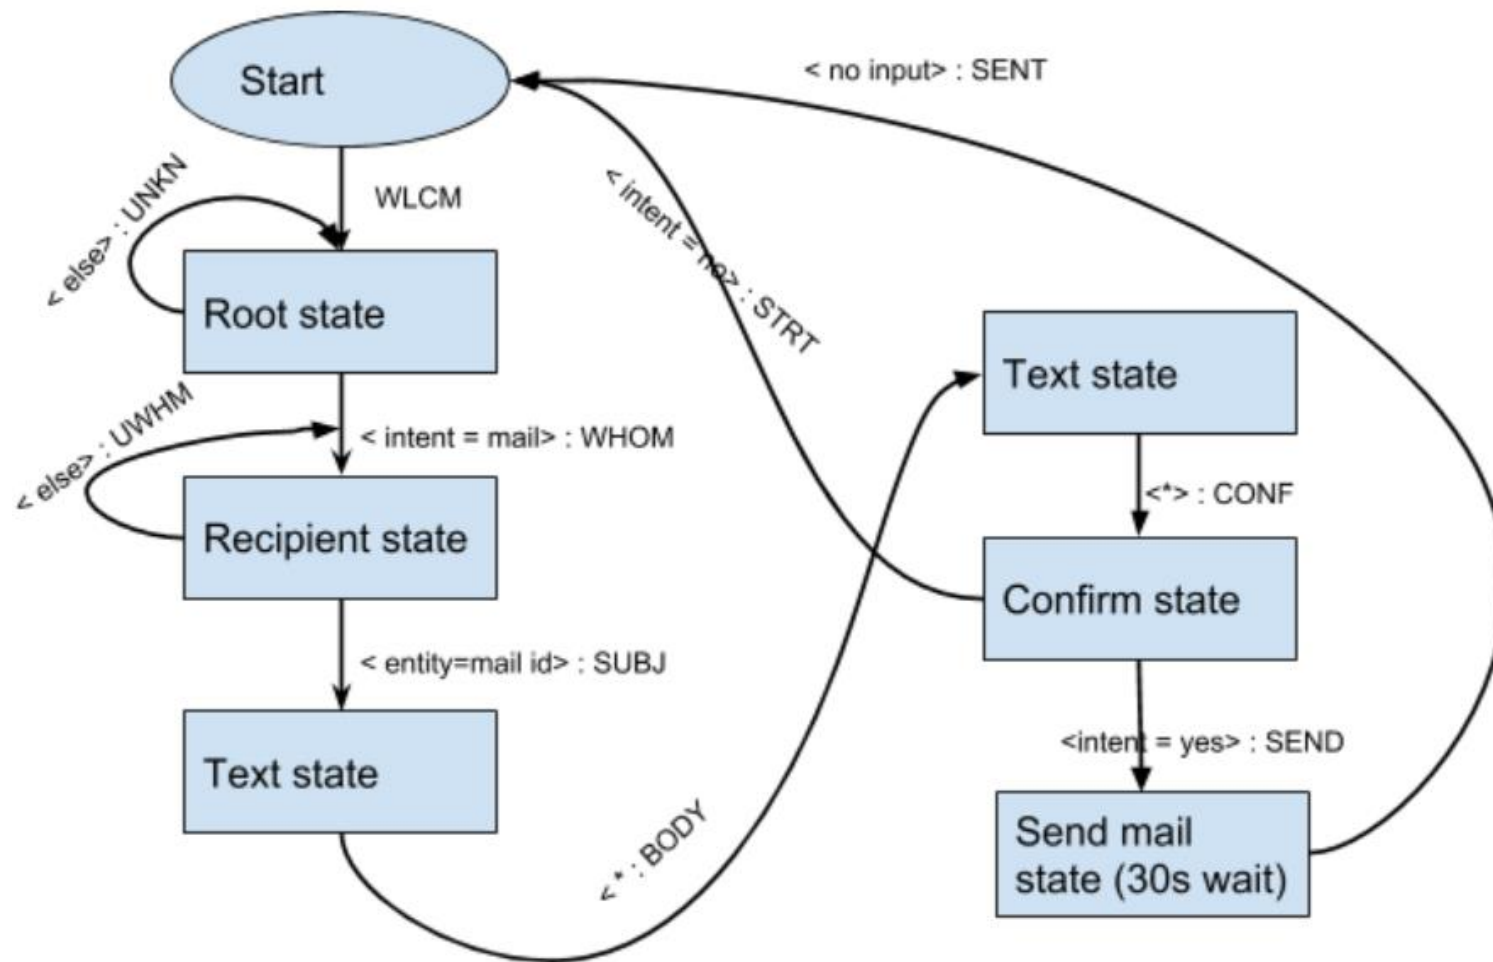 Start
< no input> : SENT
WLCM
< else> : UNKN
< intent = no> : STRT
Root state
Text state
< else> : UWHM
< intent = mail> : WHOM
<*> : CONF
Recipient state
Confirm state
< entity=mail id> : SUBJ
<intent = yes> : SEND
Text state
<* : BODY
Send mail
state (30s wait)